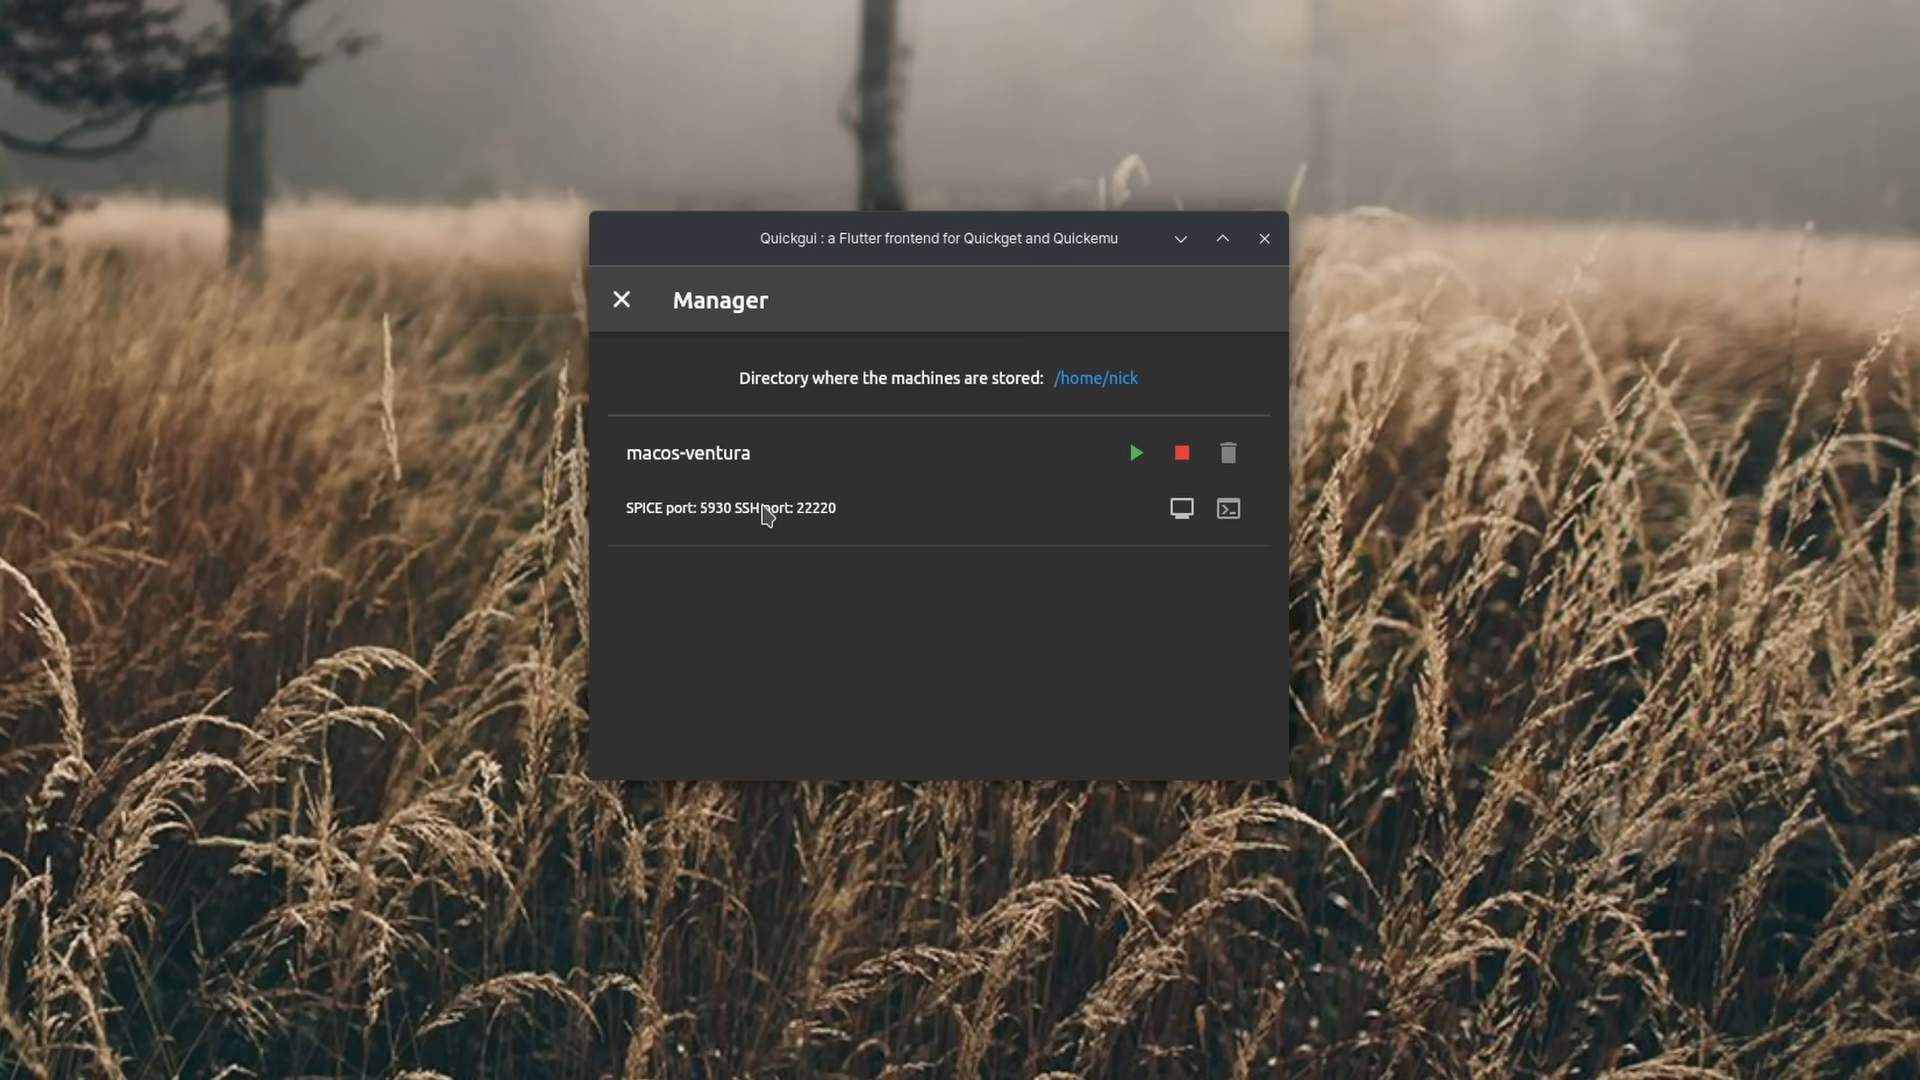 Quickgui : a Flutter frontend for Quickget and Quickemu
Manager
Directory where the machines are stored: /home/nick
macos-ventura
SPICE port: 5930 SSH port: 22220